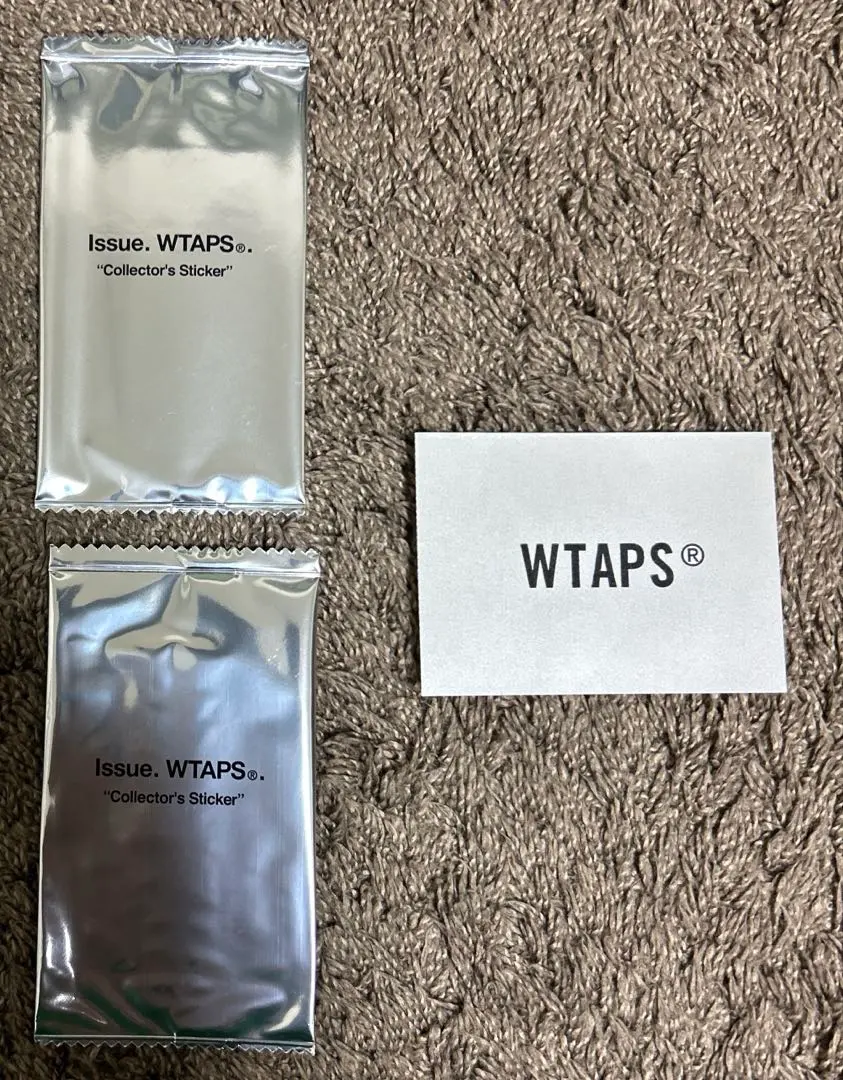 Issue. WTAPS®.
“Collector's Sticker”
WTAPS®
Issue. WTAPS®.
“Collector's Sticker”